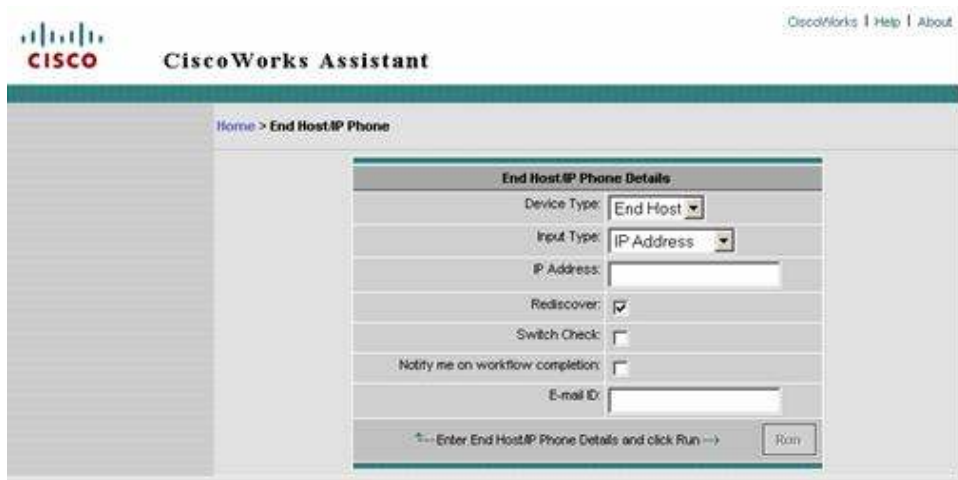 CiscoWorks | Help | About
CISCO
CiscoWorks Assistant
Home > End Host/IP Phone
End Host/IP Phone Details
Device Type: End Host
Input Type: IP Address
IP Address:
Rediscover:
Switch Check:
Notify me on workflow completion:
E-mail ID:
Enter End Host/IP Phone Details and click Run
Run